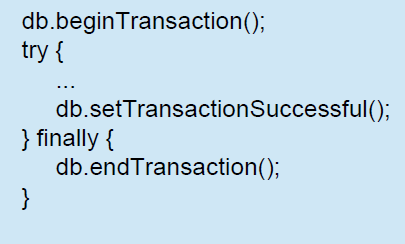 db.beginTransaction();
try {
...
db.setTransactionSuccessful();
} finally {
db.endTransaction();
}